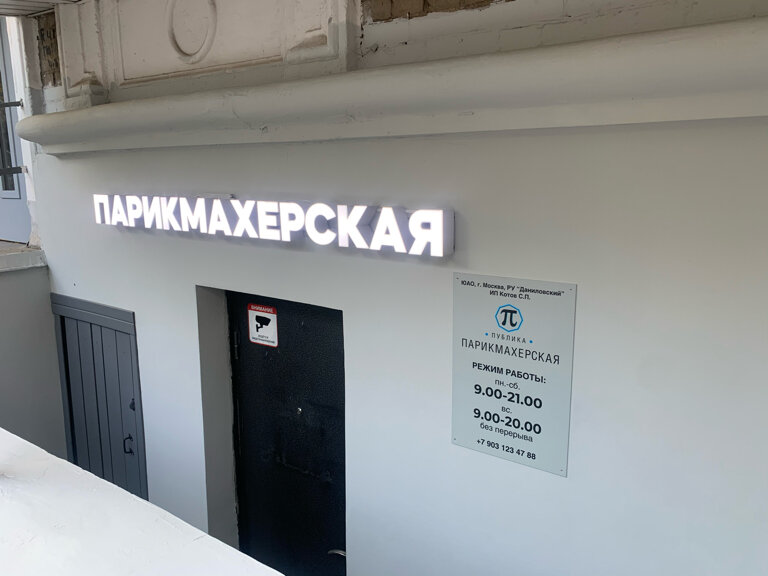 ПАРИКМАХЕРСКАЯ
ВНИМАНИЕ
ЮАО, г. Москва, РУ "Даниловский"
ИП Котов С.П.
π
• ПУБЛИКА •
ПАРИКМАХЕРСКАЯ
РЕЖИМ РАБОТЫ:
пн.-сб.
9.00-21.00
вс.
9.00-20.00
без перерыва
+7 903 123 47 88